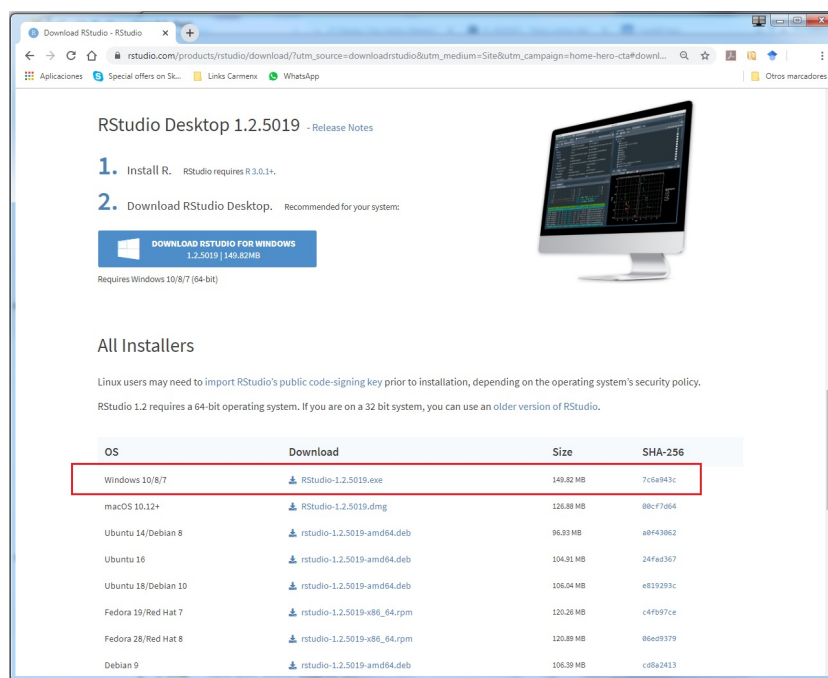 Download RStudio - RStudio
rstudio.com/products/rstudio/download/?utm_source=downloadrstudio&utm_medium=Site&utm_campaign=home-hero-cta#downl...
Aplicaciones Special offers on Sk... Links Carmenx WhatsApp Otros marcadores
RStudio Desktop 1.2.5019 - Release Notes
1. Install R. RStudio requires R 3.0.1+.
2. Download RStudio Desktop. Recommended for your system:
DOWNLOAD RSTUDIO FOR WINDOWS
1.2.5019 | 149.82MB
Requires Windows 10/8/7 (64-bit)
All Installers
Linux users may need to import RStudio's public code-signing key prior to installation, depending on the operating system's security policy.
RStudio 1.2 requires a 64-bit operating system. If you are on a 32 bit system, you can use an older version of RStudio.
OS Download Size SHA-256
Windows 10/8/7 RStudio-1.2.5019.exe 149.82 MB 7c6a943c
macOS 10.12+ RStudio-1.2.5019.dmg 126.88 MB 00cf7d64
Ubuntu 14/Debian 8 rstudio-1.2.5019-amd64.deb 96.93 MB a0f43062
Ubuntu 16 rstudio-1.2.5019-amd64.deb 104.91 MB 24fad367
Ubuntu 18/Debian 10 rstudio-1.2.5019-amd64.deb 106.04 MB e819293c
Fedora 19/Red Hat 7 rstudio-1.2.5019-x86_64.rpm 120.26 MB c4fb97ce
Fedora 28/Red Hat 8 rstudio-1.2.5019-x86_64.rpm 120.89 MB 06ed9379
Debian 9 rstudio-1.2.5019-amd64.deb 106.39 MB cd8a2413